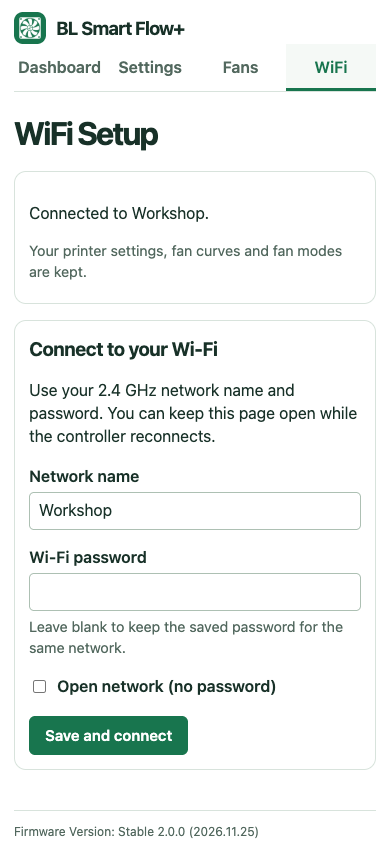 BL Smart Flow+
Dashboard Settings Fans WiFi
WiFi Setup
Connected to Workshop.
Your printer settings, fan curves and fan modes
are kept.
Connect to your Wi-Fi
Use your 2.4 GHz network name and
password. You can keep this page open while
the controller reconnects.
Network name
Workshop
Wi-Fi password
Leave blank to keep the saved password for the
same network.
Open network (no password)
Save and connect
Firmware Version: Stable 2.0.0 (2026.11.25)